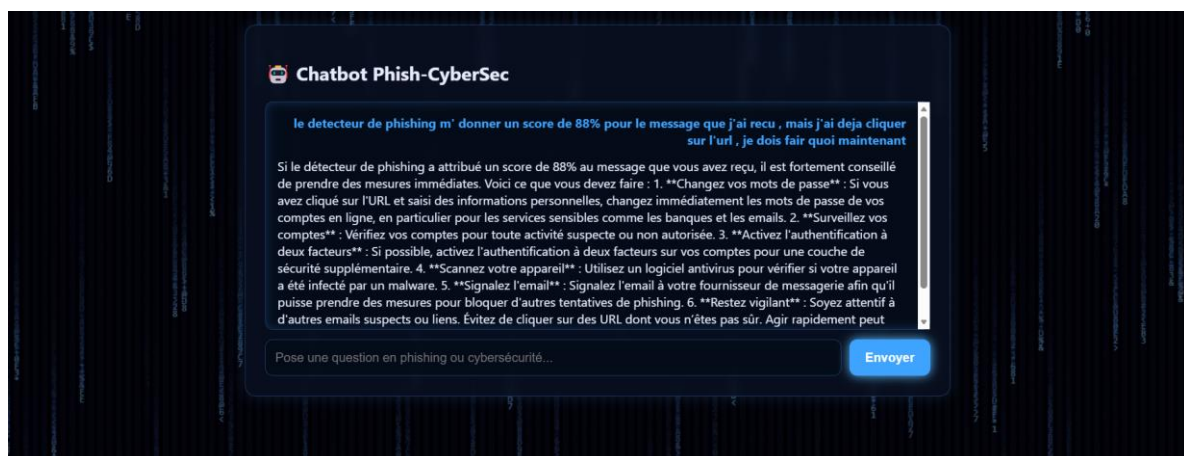 Chatbot Phish-CyberSec
le detecteur de phishing m' donner un score de 88% pour le message que j'ai recu , mais j'ai deja cliquer
sur l'url , je dois fair quoi maintenant
Si le détecteur de phishing a attribué un score de 88% au message que vous avez reçu, il est fortement conseillé
de prendre des mesures immédiates. Voici ce que vous devez faire : 1. **Changez vos mots de passe** : Si vous
avez cliqué sur l'URL et saisi des informations personnelles, changez immédiatement les mots de passe de vos
comptes en ligne, en particulier pour les services sensibles comme les banques et les emails. 2. **Surveillez vos
comptes** : Vérifiez vos comptes pour toute activité suspecte ou non autorisée. 3. **Activez l'authentification à
deux facteurs** : Si possible, activez l'authentification à deux facteurs sur vos comptes pour une couche de
sécurité supplémentaire. 4. **Scannez votre appareil** : Utilisez un logiciel antivirus pour vérifier si votre appareil
a été infecté par un malware. 5. **Signalez l'email** : Signalez l'email à votre fournisseur de messagerie afin qu'il
puisse prendre des mesures pour bloquer d'autres tentatives de phishing. 6. **Restez vigilant** : Soyez attentif à
d'autres emails suspects ou liens. Évitez de cliquer sur des URL dont vous n'êtes pas sûr. Agir rapidement peut
Pose une question en phishing ou cybersécurité...
Envoyer